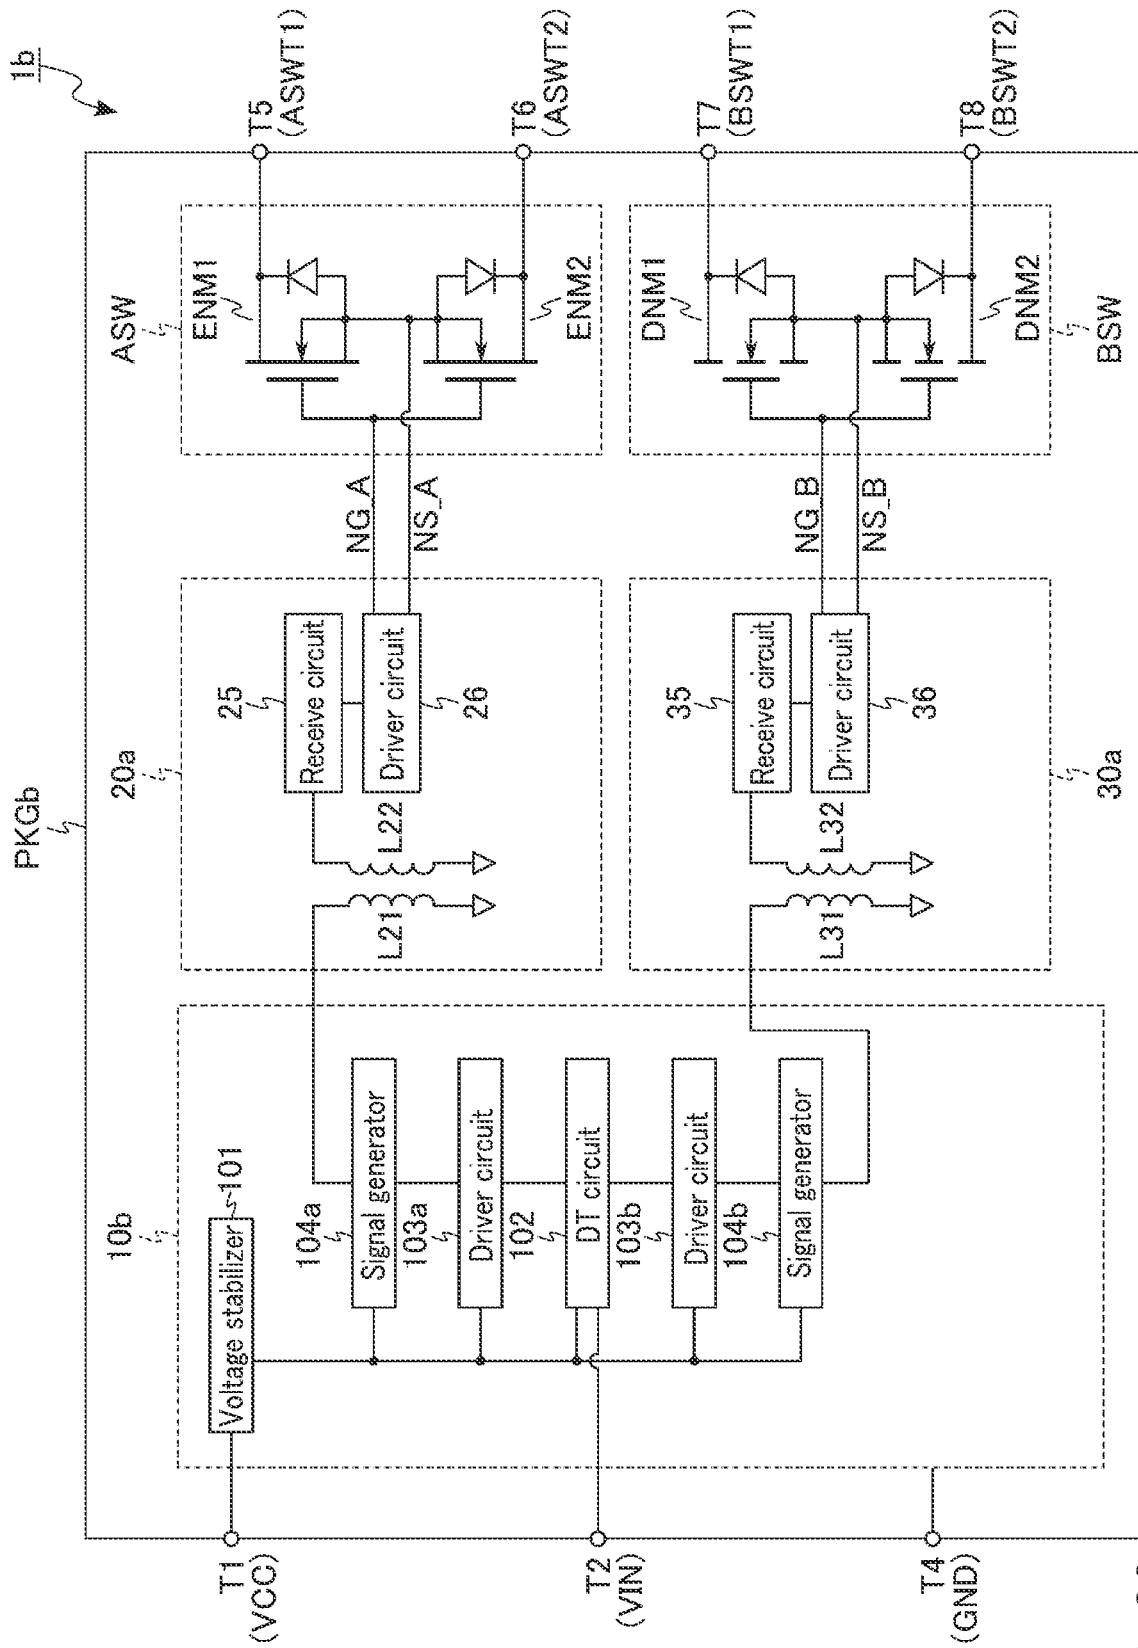 1b
PKGb
T1
(VCC)
T2
(VIN)
T4
(GND)
10b
Voltage stabilizer
101
104a
Signal generator
103a
Driver circuit
102
DT circuit
103b
Driver circuit
104b
Signal generator
20a
L21
L22
25
Receive circuit
Driver circuit
26
NG_A
NS_A
ASW
ENM1
ENM2
T5
(ASWT1)
T6
(ASWT2)
30a
L31
L32
35
Receive circuit
Driver circuit
36
NG_B
NS_B
BSW
DNM1
DNM2
T7
(BSWT1)
T8
(BSWT2)